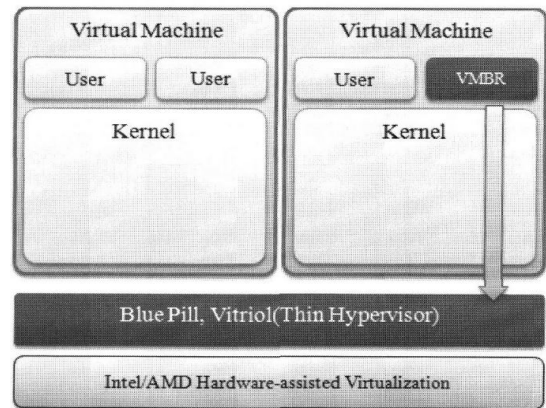 Virtual Machine
User
User
Kernel
Virtual Machine
User
VMBR
Kernel
Blue Pill, Vitriol(Thin Hypervisor)
Intel/AMD Hardware-assisted Virtualization